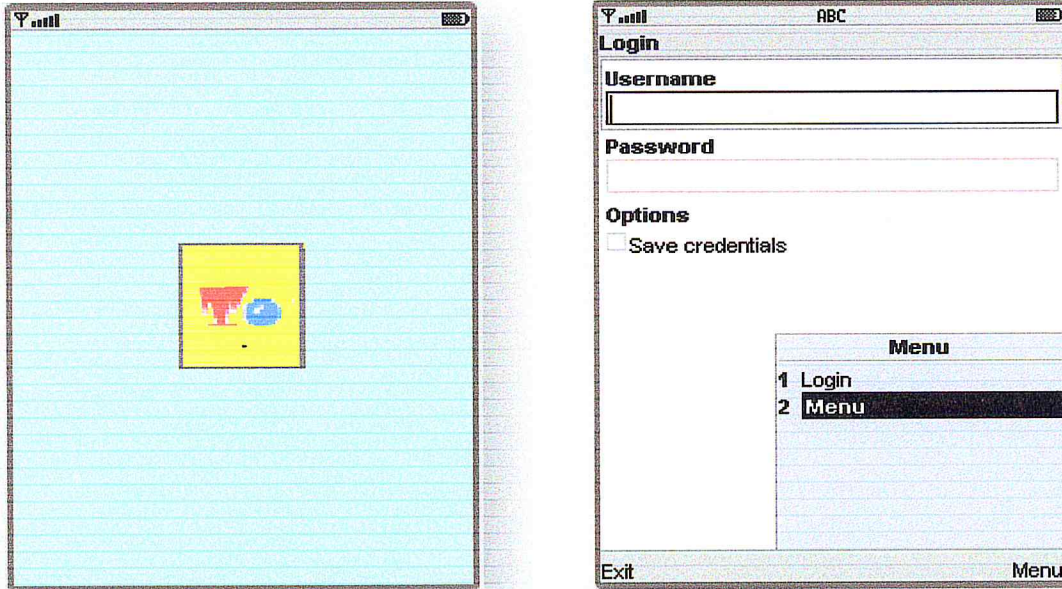 ABC
Login
Username
Password
Options
Save credentials
Menu
1 Login
2 Menu
Exit
Menu